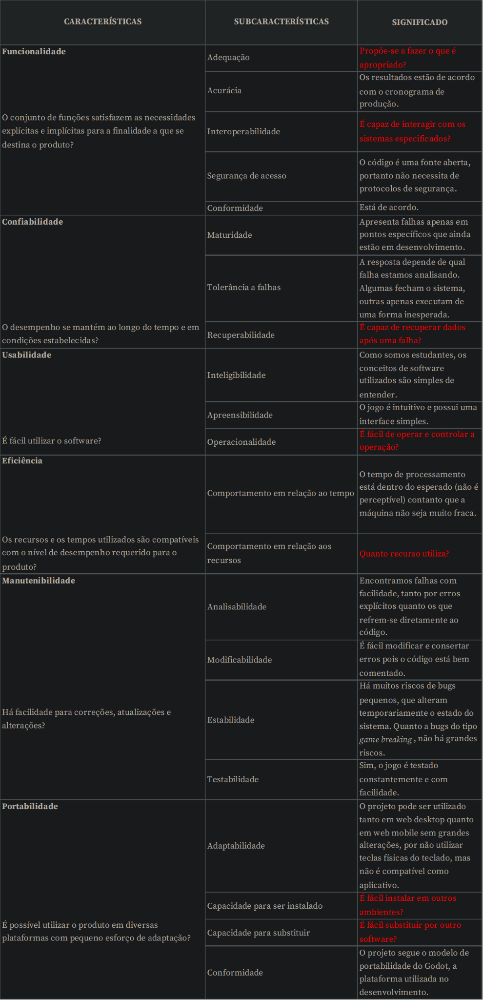 CARACTERÍSTICAS
SUBCARACTERÍSTICAS
SIGNIFICADO
Funcionalidade
O conjunto de funções satisfazem as necessidades
explícitas e implícitas para a finalidade a que se
destina o produto?
Adequação
Propõe-se a fazer o que é
apropriado?
Acurácia
Os resultados estão de acordo
com o cronograma de
produção.
Interoperabilidade
É capaz de interagir com os
sistemas especificados?
Segurança de acesso
O código é uma fonte aberta,
portanto não necessita de
protocolos de segurança.
Conformidade
Está de acordo.
Confiabilidade
O desempenho se mantém ao longo do tempo e em
condições estabelecidas?
Maturidade
Apresenta falhas apenas em
pontos específicos que ainda
estão em desenvolvimento.
Tolerância a falhas
A resposta depende de qual
falha estamos analisando.
Algumas fecham o sistema,
outras apenas executam de
uma forma inesperada.
Recuperabilidade
É capaz de recuperar dados
após uma falha?
Usabilidade
É fácil utilizar o software?
Inteligibilidade
Como somos estudantes, os
conceitos de software
utilizados são simples de
entender.
Apreensibilidade
O jogo é intuitivo e possui uma
interface simples.
Operacionalidade
É fácil de operar e controlar a
operação?
Eficiência
Os recursos e os tempos utilizados são compatíveis
com o nível de desempenho requerido para o
produto?
Comportamento em relação ao tempo
O tempo de processamento
está dentro do esperado (não é
perceptível) contanto que a
máquina não seja muito fraca.
Comportamento em relação aos
recursos
Quanto recurso utiliza?
Manutenibilidade
Há facilidade para correções, atualizações e
alterações?
Analisabilidade
Encontramos falhas com
facilidade, tanto por erros
explícitos quanto os que
refrem-se diretamente ao
código.
Modificabilidade
É fácil modificar e consertar
erros pois o código está bem
comentado.
Estabilidade
Há muitos riscos de bugs
pequenos, que alteram
temporariamente o estado do
sistema. Quanto a bugs do tipo
game breaking, não há grandes
riscos.
Testabilidade
Sim, o jogo é testado
constantemente e com
facilidade.
Portabilidade
É possível utilizar o produto em diversas
plataformas com pequeno esforço de adaptação?
Adaptabilidade
O projeto pode ser utilizado
tanto em web desktop quanto
em web mobile sem grandes
alterações, por não utilizar
teclas físicas do teclado, mas
não é compatível como
aplicativo.
Capacidade para ser instalado
É fácil instalar em outros
ambientes?
Capacidade para substituir
É fácil substituir por outro
software?
Conformidade
O projeto segue o modelo de
portabilidade do Godot, a
plataforma utilizada no
desenvolvimento.